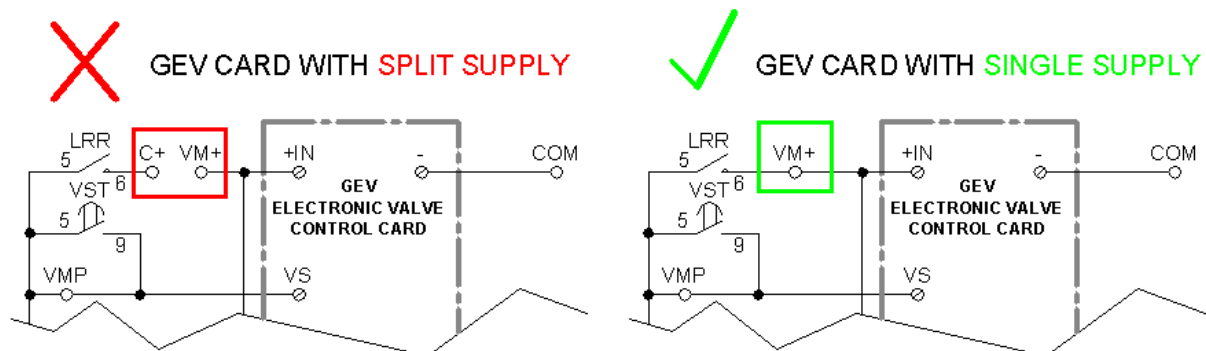 GEV CARD WITH SPLIT SUPPLY
LRR
5
6
C+
VM+
+IN
-
COM
VST
5
9
GEV
ELECTRONIC VALVE
CONTROL CARD
VMP
VS
GEV CARD WITH SINGLE SUPPLY
LRR
5
6
VM+
+IN
-
COM
VST
5
9
GEV
ELECTRONIC VALVE
CONTROL CARD
VMP
VS